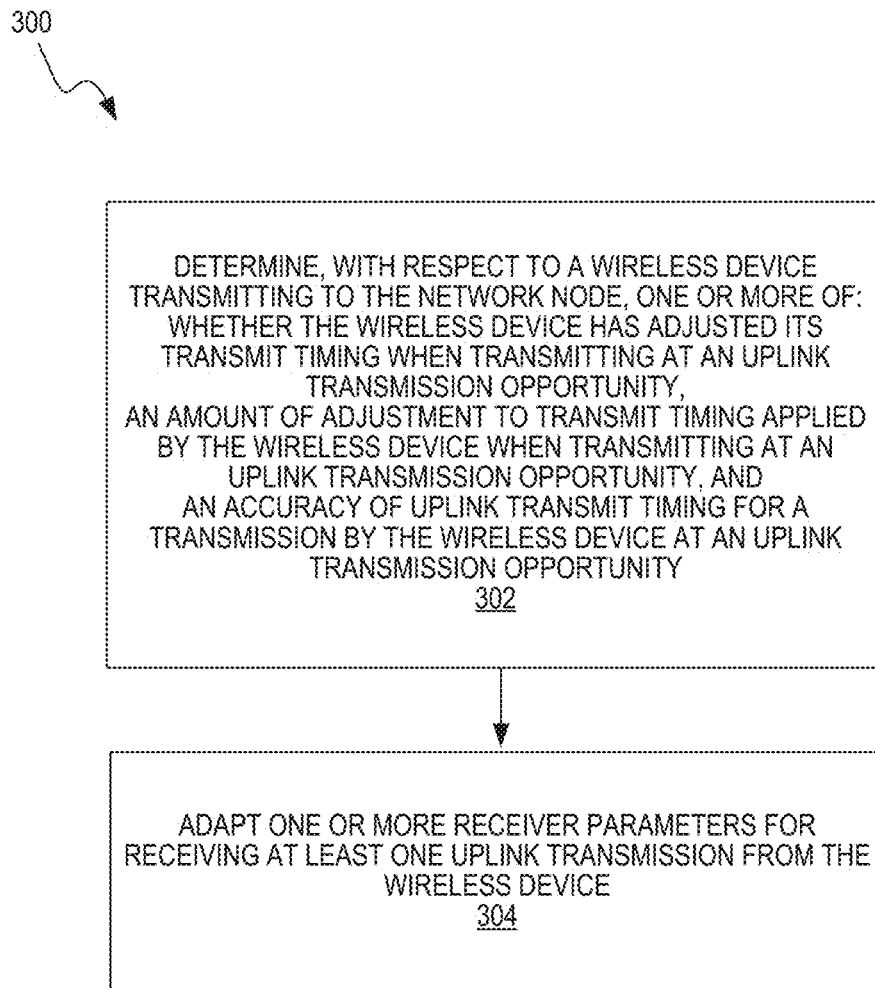 300
DETERMINE, WITH RESPECT TO A WIRELESS DEVICE
TRANSMITTING TO THE NETWORK NODE, ONE OR MORE OF:
WHETHER THE WIRELESS DEVICE HAS ADJUSTED ITS
TRANSMIT TIMING WHEN TRANSMITTING AT AN UPLINK
TRANSMISSION OPPORTUNITY,
AN AMOUNT OF ADJUSTMENT TO TRANSMIT TIMING APPLIED
BY THE WIRELESS DEVICE WHEN TRANSMITTING AT AN
UPLINK TRANSMISSION OPPORTUNITY, AND
AN ACCURACY OF UPLINK TRANSMIT TIMING FOR A
TRANSMISSION BY THE WIRELESS DEVICE AT AN UPLINK
TRANSMISSION OPPORTUNITY
302
ADAPT ONE OR MORE RECEIVER PARAMETERS FOR
RECEIVING AT LEAST ONE UPLINK TRANSMISSION FROM THE
WIRELESS DEVICE
304